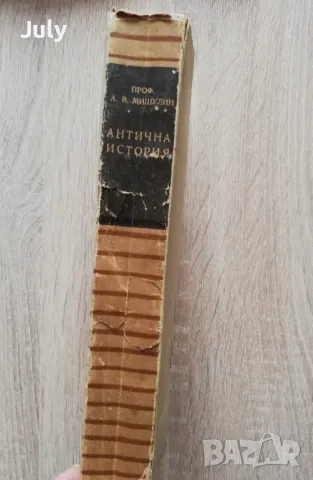 July
ПРОФ.
А. В. МИШУЛИН
АНТИЧНА
ИСТОРИЯ
BAZAR